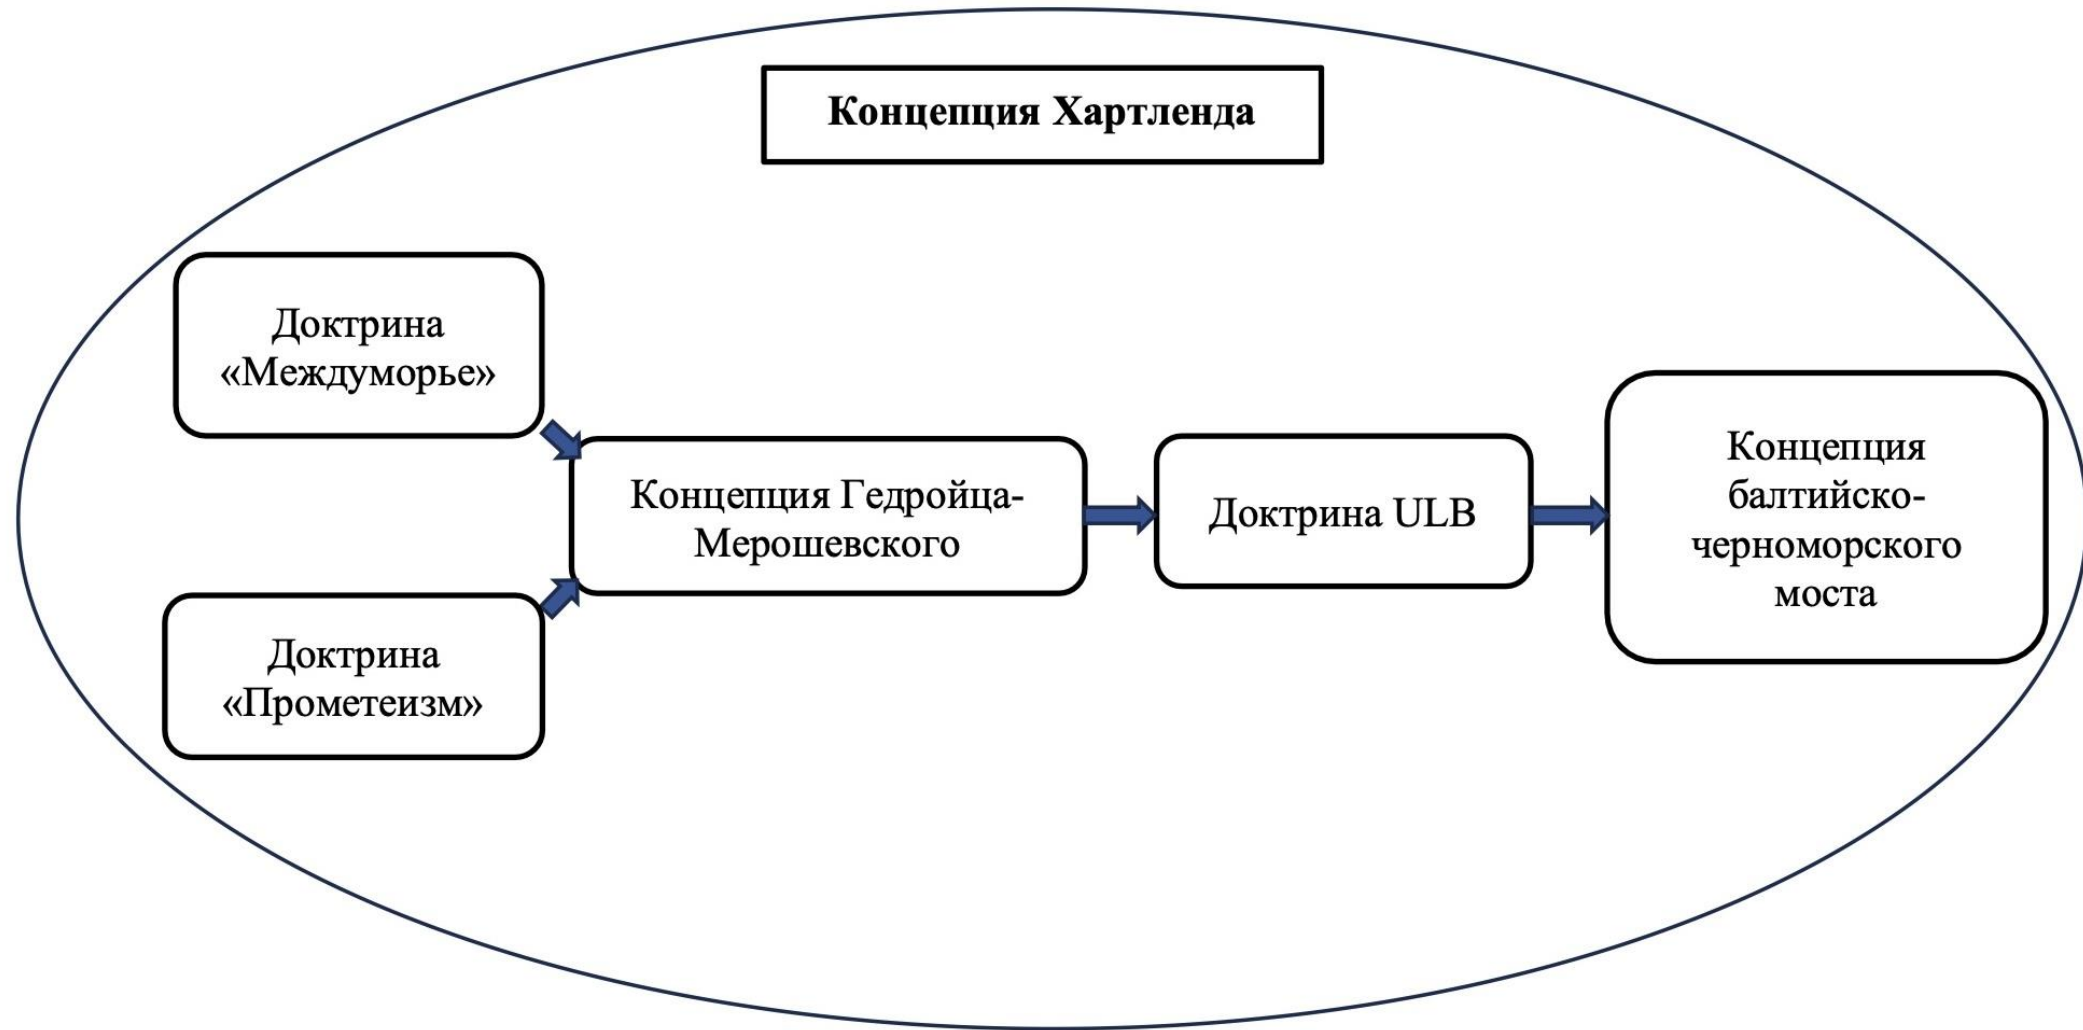 Концепция Хартленда
Доктрина
«Междуморье»
Доктрина
«Прометеизм»
Концепция Гедройца-
Мерошевского
Доктрина ULB
Концепция
балтийско-
черноморского
моста